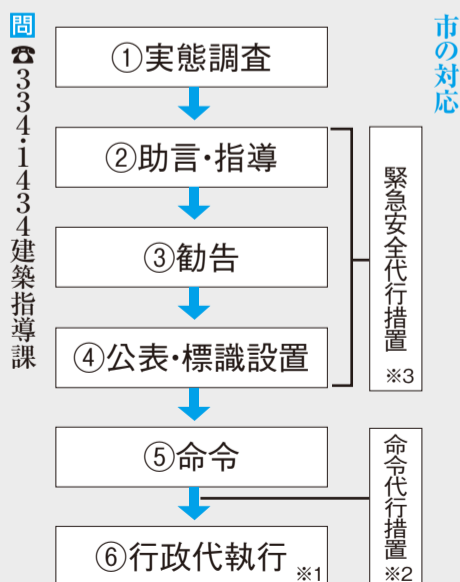 市の対応
①実態調査
②助言・指導
③勧告
④公表・標識設置
⑤命令
⑥行政代執行 ※1
緊急安全代行措置 ※3
命令代行措置 ※2
問☎334・1434建築指導課